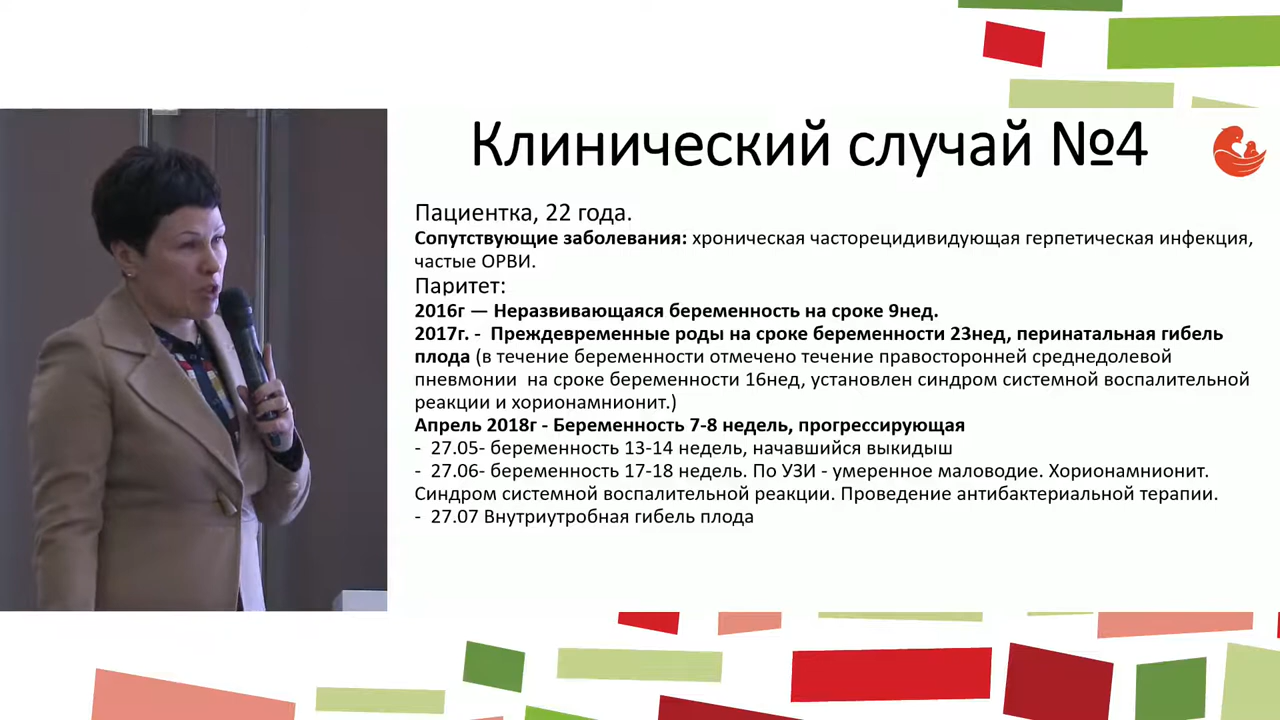 Клинический случай №4
Пациентка, 22 года.
Сопутствующие заболевания: хроническая часторецидивидующая герпетическая инфекция,
частые ОРВИ.
Паритет:
2016г — Неразвивающаяся беременность на сроке 9нед.
2017г. - Преждевременные роды на сроке беременности 23нед, перинатальная гибель
плода (в течение беременности отмечено течение правосторонней среднедолевой
пневмонии на сроке беременности 16нед, установлен синдром системной воспалительной
реакции и хорионамнионит.)
Апрель 2018г - Беременность 7-8 недель, прогрессирующая
- 27.05- беременность 13-14 недель, начавшийся выкидыш
- 27.06- беременность 17-18 недель. По УЗИ - умеренное маловодие. Хорионамнионит.
Синдром системной воспалительной реакции. Проведение антибактериальной терапии.
- 27.07 Внутриутробная гибель плода